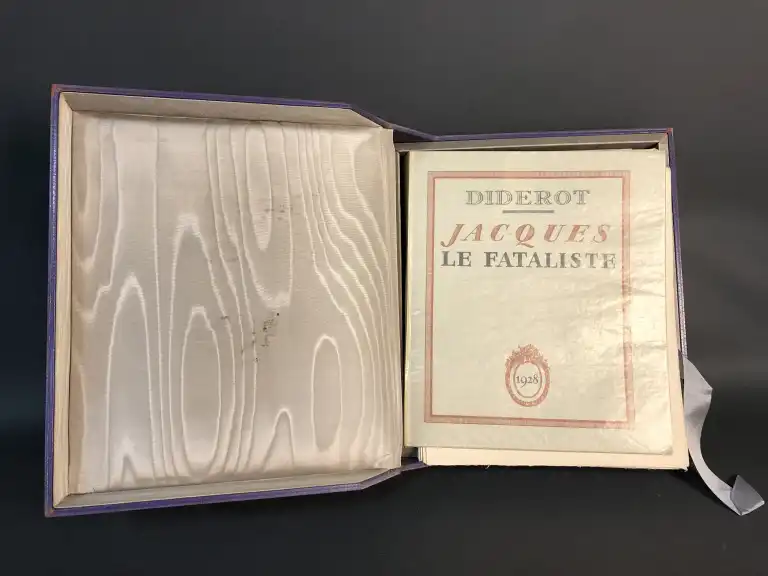 DIDEROT
JACQUES
LE FATALISTE
1928